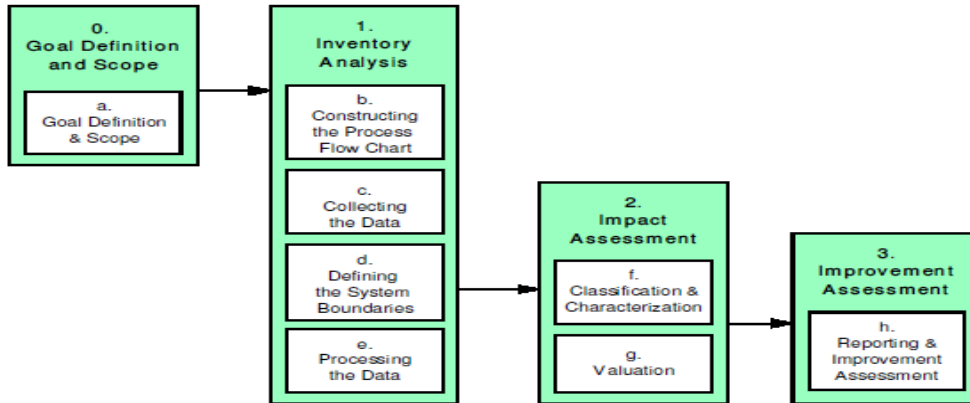 0.
Goal Definition
and Scope
a.
Goal Definition
& Scope
1.
Inventory
Analysis
b.
Constructing
the Process
Flow Chart
c.
Collecting
the Data
d.
Defining
the System
Boundaries
e.
Processing
the Data
2.
Impact
Assessment
f.
Classification &
Characterization
g.
Valuation
3.
Improvement
Assessment
h.
Reporting &
Improvement
Assessment